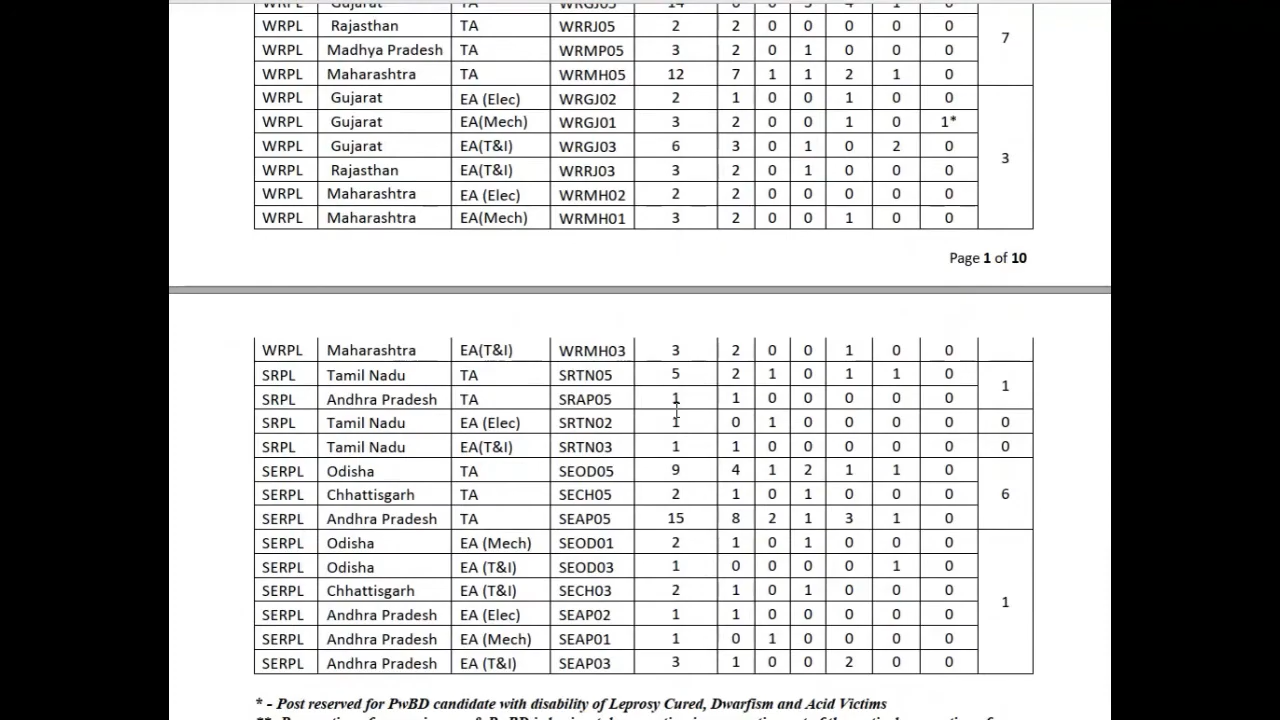 WRPL Gujarat TA WRGJ05 14
WRPL Rajasthan TA WRRJ05 2 2 0 0 0 0 0 7
WRPL Madhya Pradesh TA WRMP05 3 2 0 1 0 0 0
WRPL Maharashtra TA WRMH05 12 7 1 1 2 1 0
WRPL Gujarat EA (Elec) WRGJ02 2 1 0 0 1 0 0
WRPL Gujarat EA(Mech) WRGJ01 3 2 0 0 1 0 1*
WRPL Gujarat EA(T&I) WRGJ03 6 3 0 1 0 2 0 3
WRPL Rajasthan EA(T&I) WRRJ03 3 2 0 1 0 0 0
WRPL Maharashtra EA (Elec) WRMH02 2 2 0 0 0 0 0
WRPL Maharashtra EA(Mech) WRMH01 3 2 0 0 1 0 0
Page 1 of 10
WRPL Maharashtra EA(T&I) WRMH03 3 2 0 0 1 0 0
SRPL Tamil Nadu TA SRTN05 5 2 1 0 1 1 0 1
SRPL Andhra Pradesh TA SRAP05 1 1 0 0 0 0 0
SRPL Tamil Nadu EA (Elec) SRTN02 1 0 1 0 0 0 0 0
SRPL Tamil Nadu EA(T&I) SRTN03 1 1 0 0 0 0 0 0
SERPL Odisha TA SEOD05 9 4 1 2 1 1 0
SERPL Chhattisgarh TA SECH05 2 1 0 1 0 0 0 6
SERPL Andhra Pradesh TA SEAP05 15 8 2 1 3 1 0
SERPL Odisha EA (Mech) SEOD01 2 1 0 1 0 0 0
SERPL Odisha EA (T&I) SEOD03 1 0 0 0 0 1 0
SERPL Chhattisgarh EA (T&I) SECH03 2 1 0 1 0 0 0 1
SERPL Andhra Pradesh EA (Elec) SEAP02 1 1 0 0 0 0 0
SERPL Andhra Pradesh EA (Mech) SEAP01 1 0 1 0 0 0 0
SERPL Andhra Pradesh EA (T&I) SEAP03 3 1 0 0 2 0 0
* - Post reserved for PwBD candidate with disability of Leprosy Cured, Dwarfism and Acid Victims